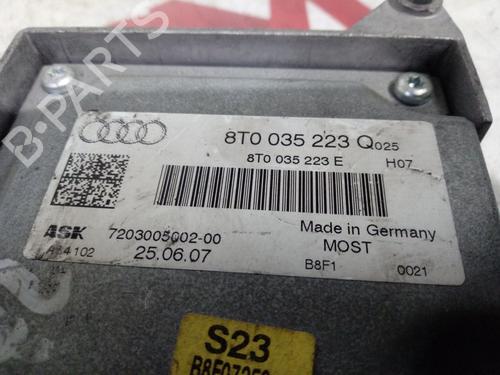 8T0 035 223 Q025
8T0 035 223 E H07
ASK 7203005002-00 Made in Germany
25.06.07 MOST
B8F1 0021
S23
B-PARTS